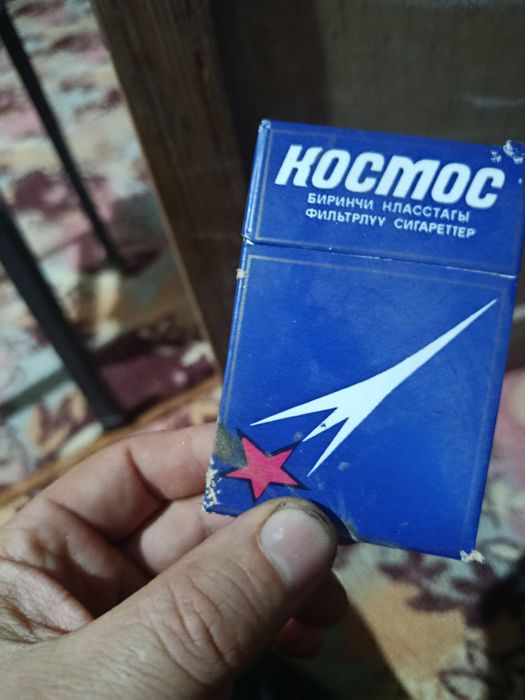 КОСМОС
БИРИНЧИ КЛАССТАГЫ
ФИЛЬТРЛҮҮ СИГАРЕТТЕР